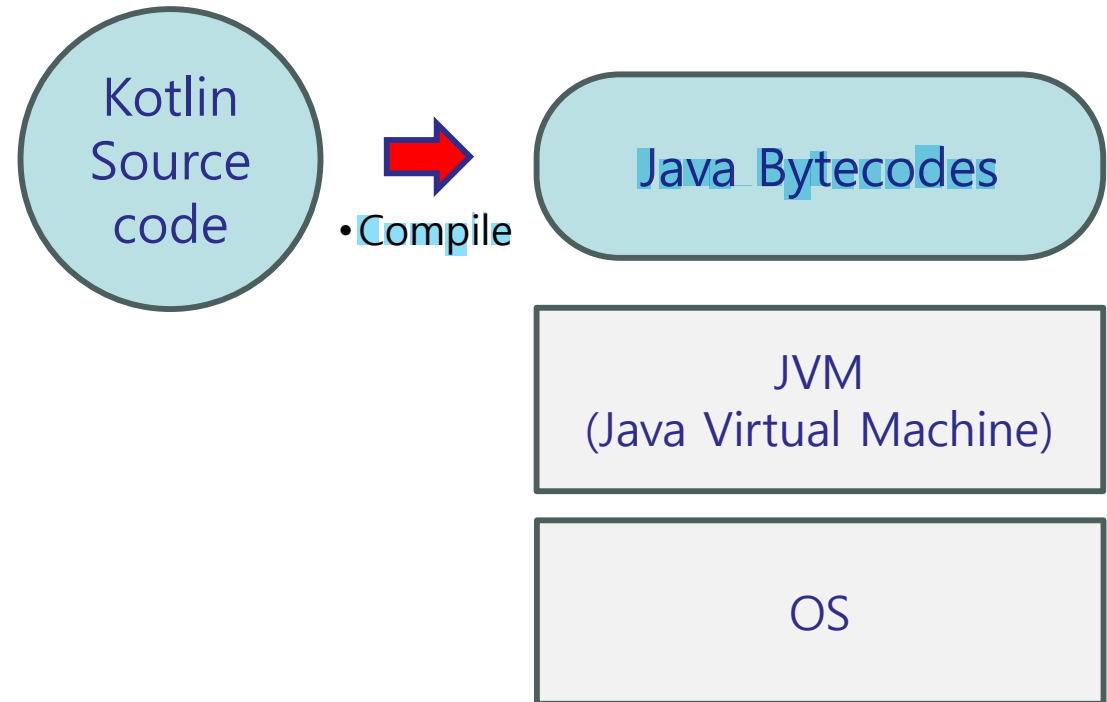 Kotlin
Source
code
•Compile
Java Bytecodes
JVM
(Java Virtual Machine)
OS